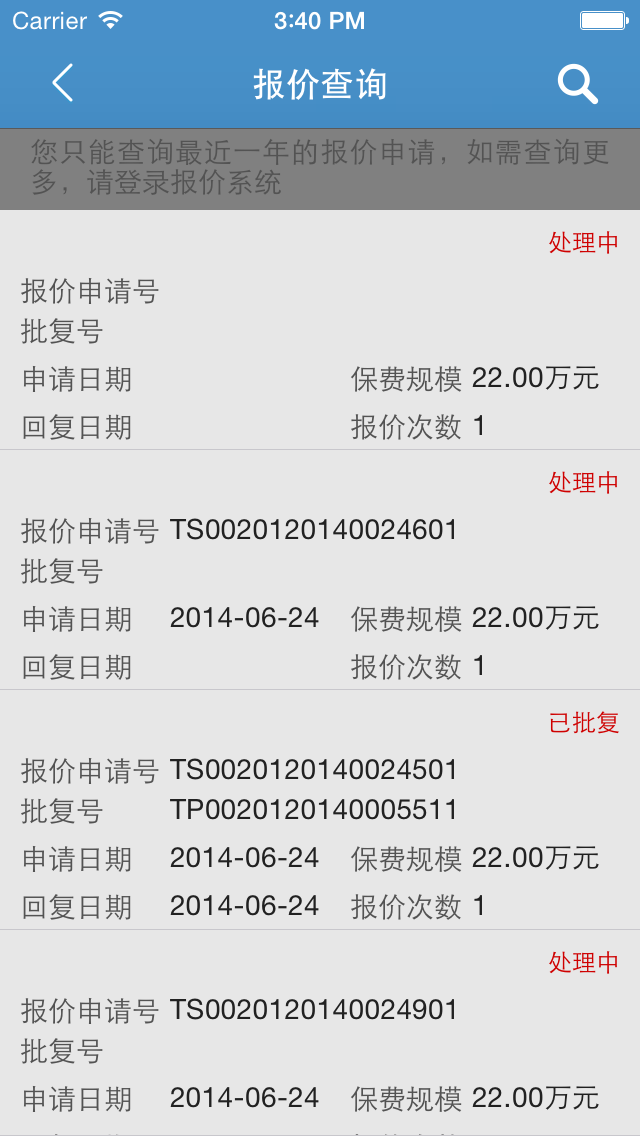 Carrier 3:40 PM
报价查询
您只能查询最近一年的报价申请，如需查询更
多，请登录报价系统
处理中
报价申请号
批复号
申请日期 保费规模 22.00万元
回复日期 报价次数 1
处理中
报价申请号 TS0020120140024601
批复号
申请日期 2014-06-24 保费规模 22.00万元
回复日期 报价次数 1
已批复
报价申请号 TS0020120140024501
批复号 TP0020120140005511
申请日期 2014-06-24 保费规模 22.00万元
回复日期 2014-06-24 报价次数 1
处理中
报价申请号 TS0020120140024901
批复号
申请日期 2014-06-24 保费规模 22.00万元